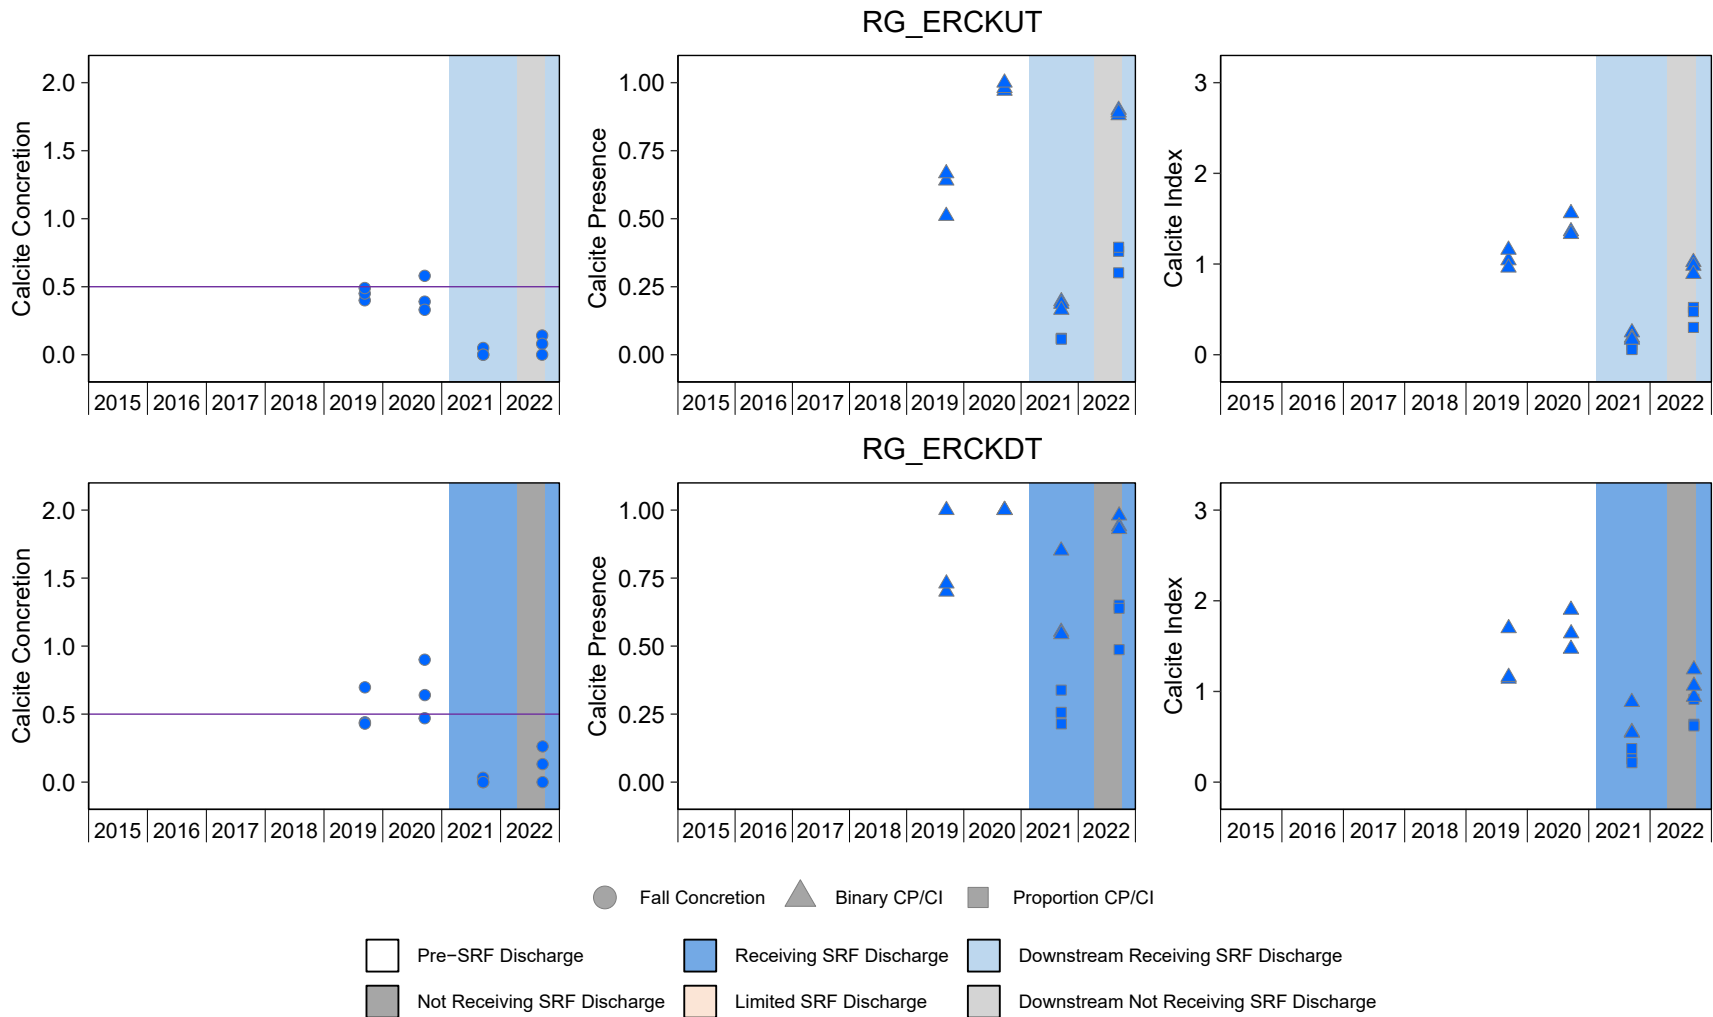 RG_ERCKUT
Calcite Concretion
2.0
1.5
1.0
0.5
0.0
2015 2016 2017 2018 2019 2020 2021 2022
Calcite Presence
1.00
0.75
0.50
0.25
0.00
2015 2016 2017 2018 2019 2020 2021 2022
Calcite Index
3
2
1
0
2015 2016 2017 2018 2019 2020 2021 2022
RG_ERCKDT
Calcite Concretion
2.0
1.5
1.0
0.5
0.0
2015 2016 2017 2018 2019 2020 2021 2022
Calcite Presence
1.00
0.75
0.50
0.25
0.00
2015 2016 2017 2018 2019 2020 2021 2022
Calcite Index
3
2
1
0
2015 2016 2017 2018 2019 2020 2021 2022
Fall Concretion Binary CP/CI Proportion CP/CI
Pre−SRF Discharge Receiving SRF Discharge Downstream Receiving SRF Discharge
Not Receiving SRF Discharge Limited SRF Discharge Downstream Not Receiving SRF Discharge